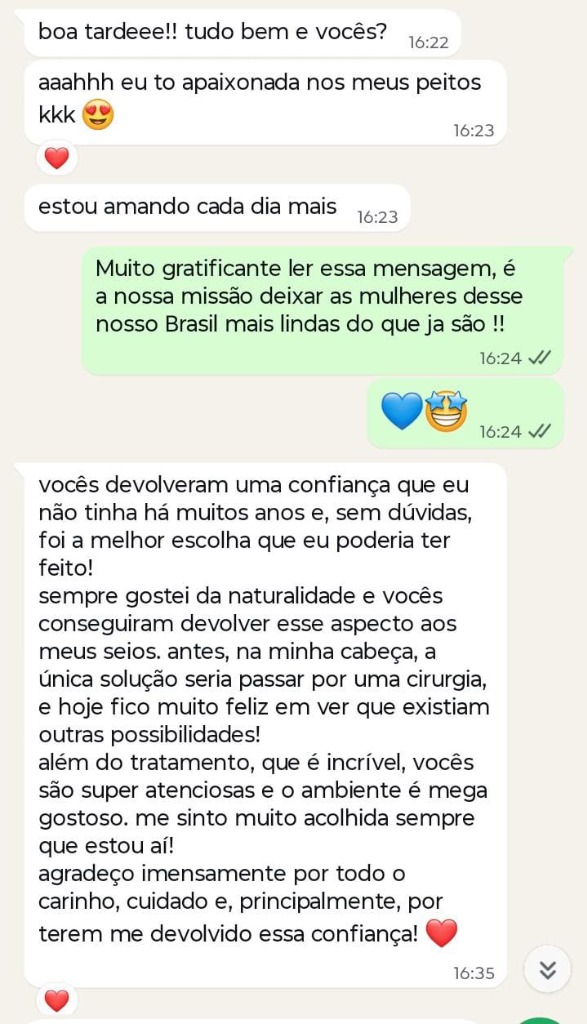 boa tardeee!! tudo bem e vocês?
16:22
aaahhh eu to apaixonada nos meus peitos
kkk 😍
16:23
❤️
estou amando cada dia mais
16:23
Muito gratificante ler essa mensagem, é
a nossa missão deixar as mulheres desse
nosso Brasil mais lindas do que ja são !!
16:24
💙🤩
16:24
vocês devolveram uma confiança que eu
não tinha há muitos anos e, sem dúvidas,
foi a melhor escolha que eu poderia ter
feito!
sempre gostei da naturalidade e vocês
conseguiram devolver esse aspecto aos
meus seios. antes, na minha cabeça, a
única solução seria passar por uma cirurgia,
e hoje fico muito feliz em ver que existiam
outras possibilidades!
além do tratamento, que é incrível, vocês
são super atenciosas e o ambiente é mega
gostoso. me sinto muito acolhida sempre
que estou aí!
agradeço imensamente por todo o
carinho, cuidado e, principalmente, por
terem me devolvido essa confiança! ❤️
16:35
❤️